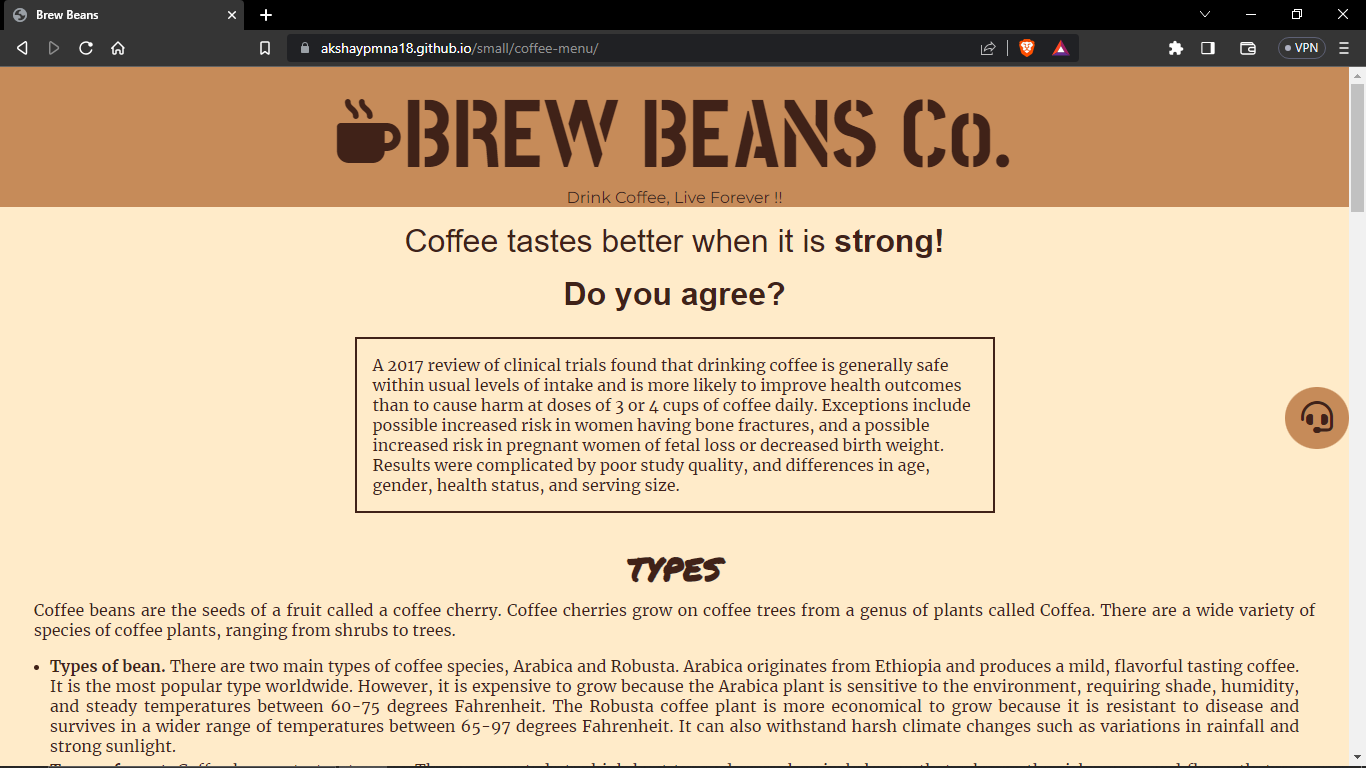 Brew Beans
akshaypmna18.github.io/small/coffee-menu/
VPN
BREW BEANS Co.
Drink Coffee, Live Forever !!
Coffee tastes better when it is strong!
Do you agree?
A 2017 review of clinical trials found that drinking coffee is generally safe
within usual levels of intake and is more likely to improve health outcomes
than to cause harm at doses of 3 or 4 cups of coffee daily. Exceptions include
possible increased risk in women having bone fractures, and a possible
increased risk in pregnant women of fetal loss or decreased birth weight.
Results were complicated by poor study quality, and differences in age,
gender, health status, and serving size.
TYPES
Coffee beans are the seeds of a fruit called a coffee cherry. Coffee cherries grow on coffee trees from a genus of plants called Coffea. There are a wide variety of
species of coffee plants, ranging from shrubs to trees.
• Types of bean. There are two main types of coffee species, Arabica and Robusta. Arabica originates from Ethiopia and produces a mild, flavorful tasting coffee.
It is the most popular type worldwide. However, it is expensive to grow because the Arabica plant is sensitive to the environment, requiring shade, humidity,
and steady temperatures between 60-75 degrees Fahrenheit. The Robusta coffee plant is more economical to grow because it is resistant to disease and
survives in a wider range of temperatures between 65-97 degrees Fahrenheit. It can also withstand harsh climate changes such as variations in rainfall and
strong sunlight.